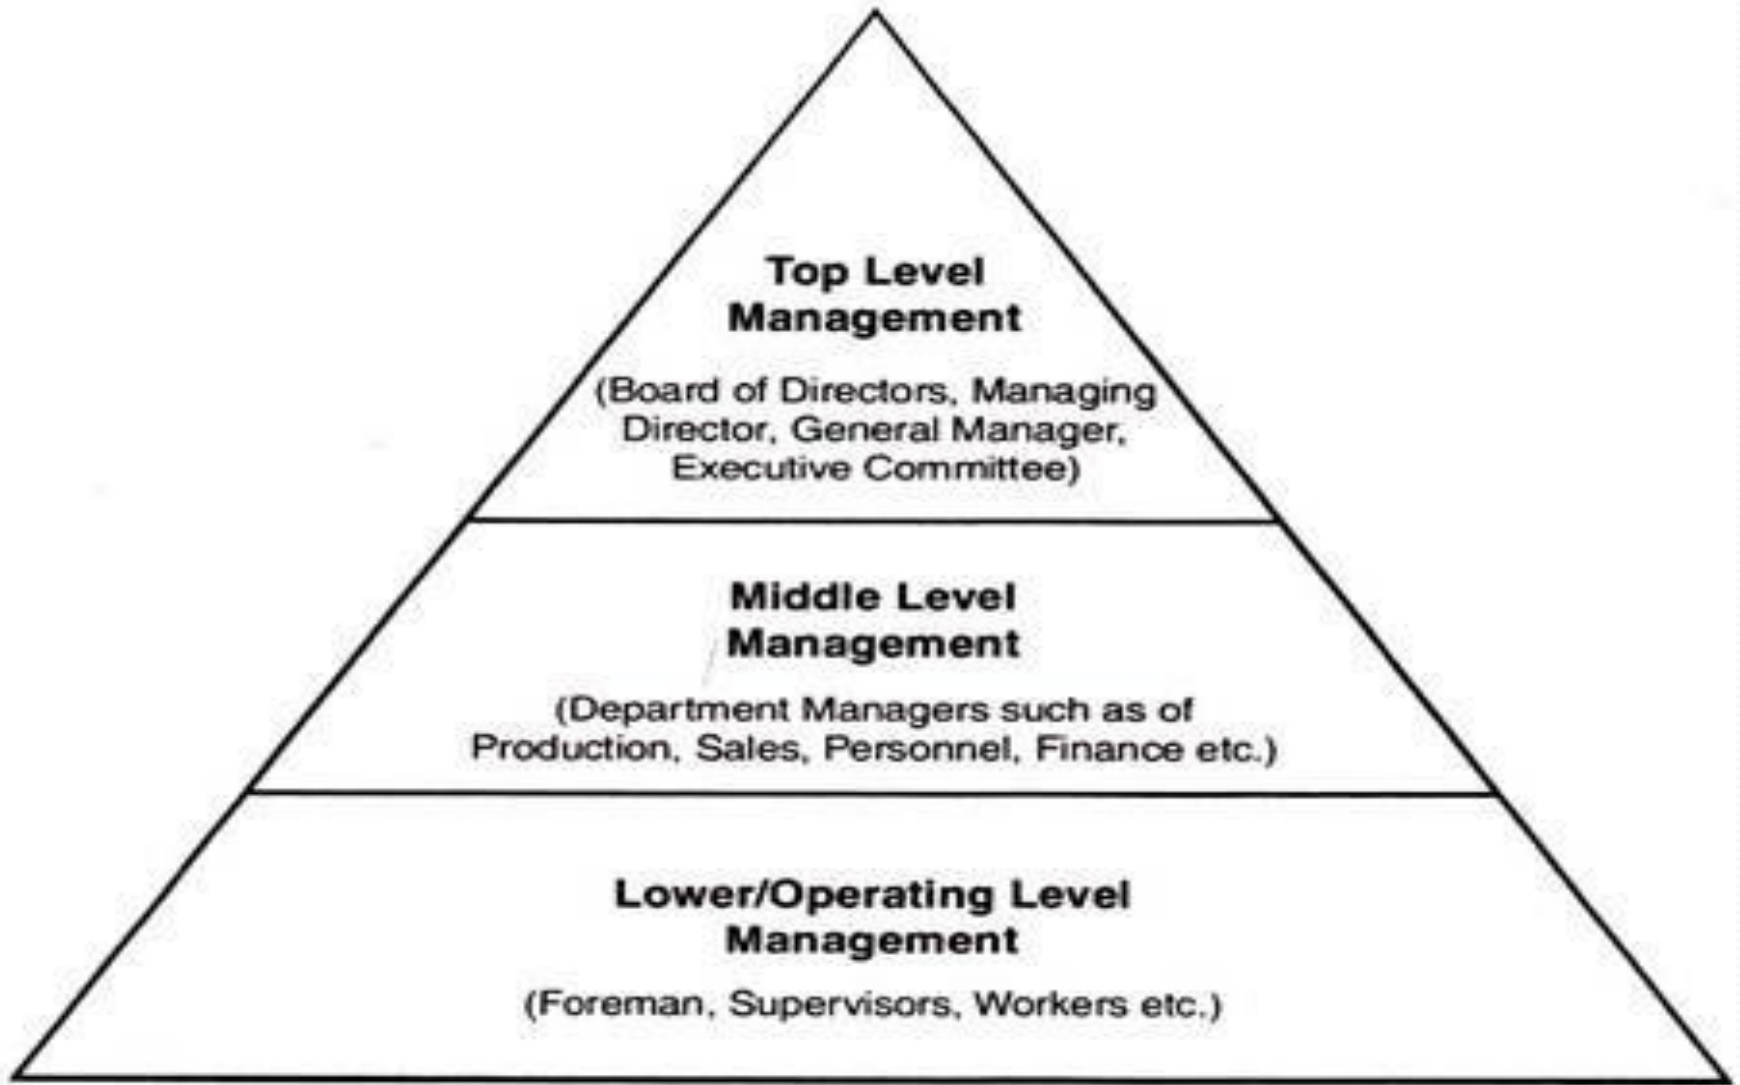 Top Level
Management
(Board of Directors, Managing
Director, General Manager,
Executive Committee)
Middle Level
Management
(Department Managers such as of
Production, Sales, Personnel, Finance etc.)
Lower/Operating Level
Management
(Foreman, Supervisors, Workers etc.)